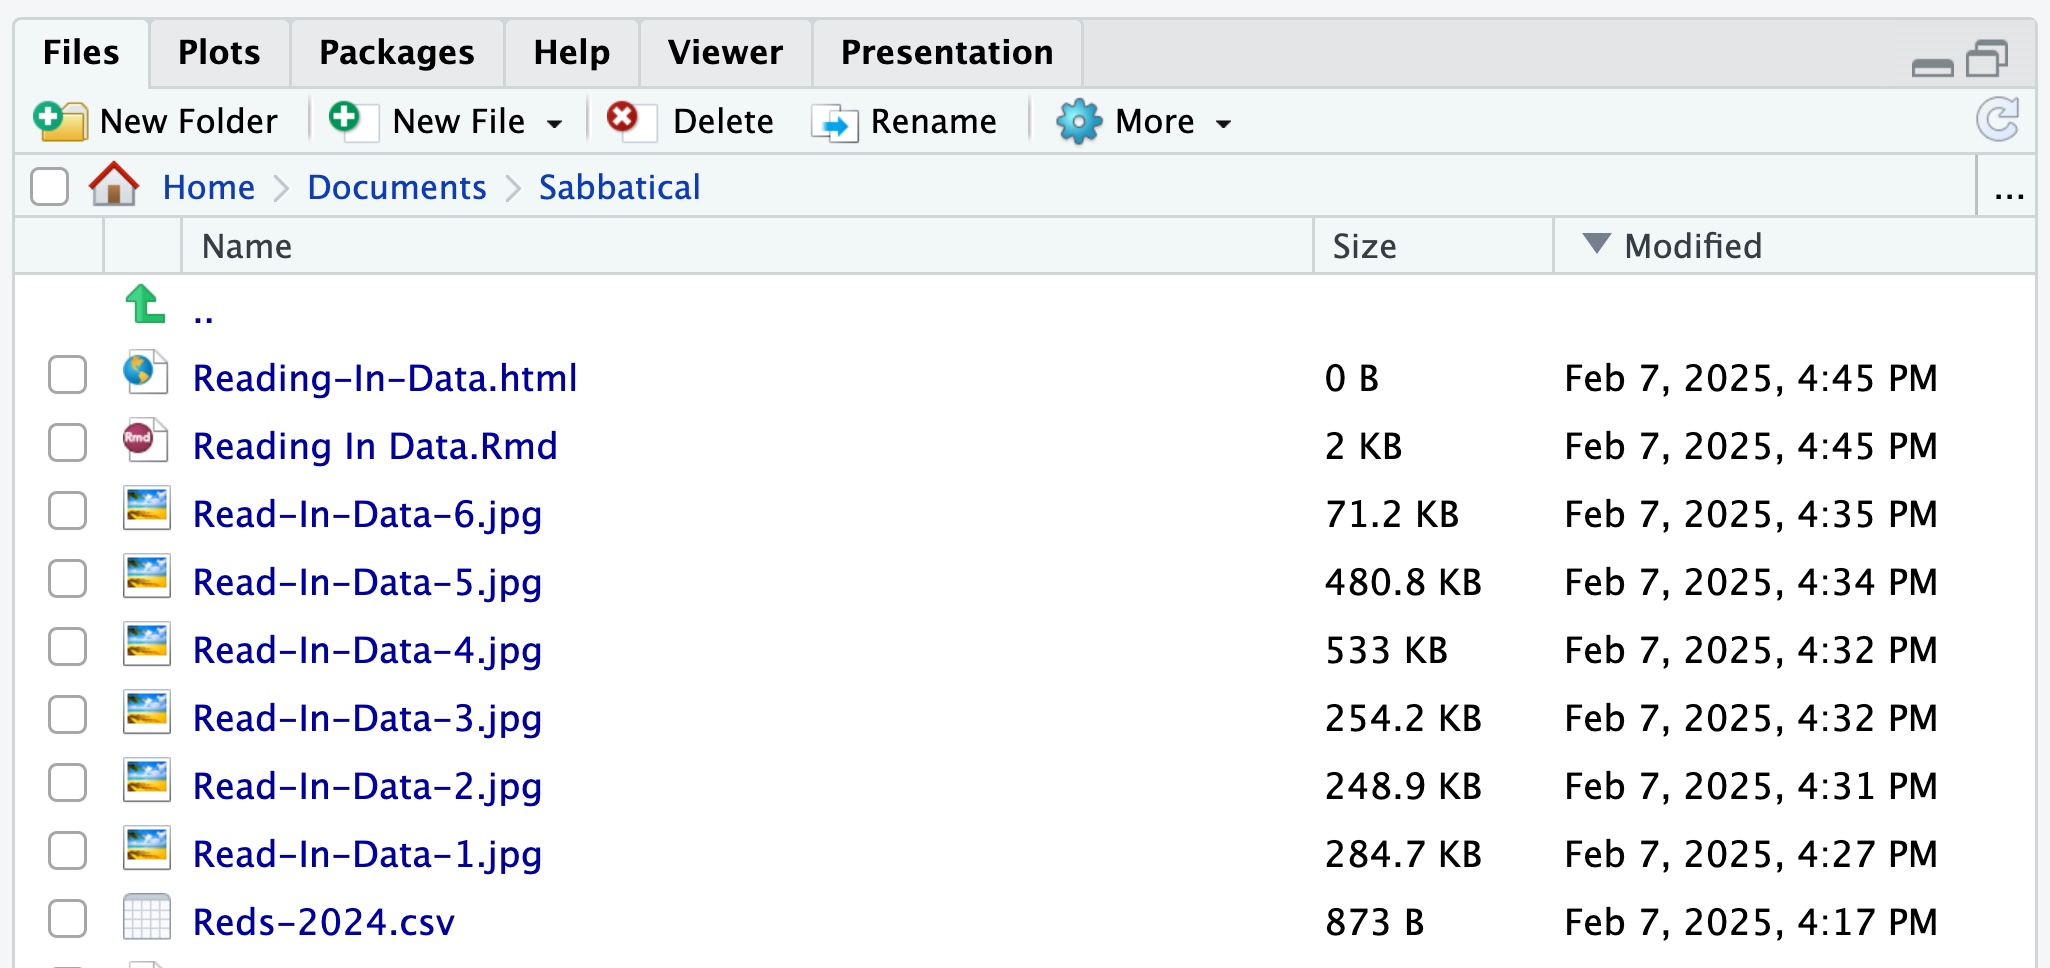 Files Plots Packages Help Viewer Presentation
New Folder New File Delete Rename More
Home Documents Sabbatical ...
Name Size Modified
..
Reading-In-Data.html 0 B Feb 7, 2025, 4:45 PM
Rmd Reading In Data.Rmd 2 KB Feb 7, 2025, 4:45 PM
Read-In-Data-6.jpg 71.2 KB Feb 7, 2025, 4:35 PM
Read-In-Data-5.jpg 480.8 KB Feb 7, 2025, 4:34 PM
Read-In-Data-4.jpg 533 KB Feb 7, 2025, 4:32 PM
Read-In-Data-3.jpg 254.2 KB Feb 7, 2025, 4:32 PM
Read-In-Data-2.jpg 248.9 KB Feb 7, 2025, 4:31 PM
Read-In-Data-1.jpg 284.7 KB Feb 7, 2025, 4:27 PM
Reds-2024.csv 873 B Feb 7, 2025, 4:17 PM